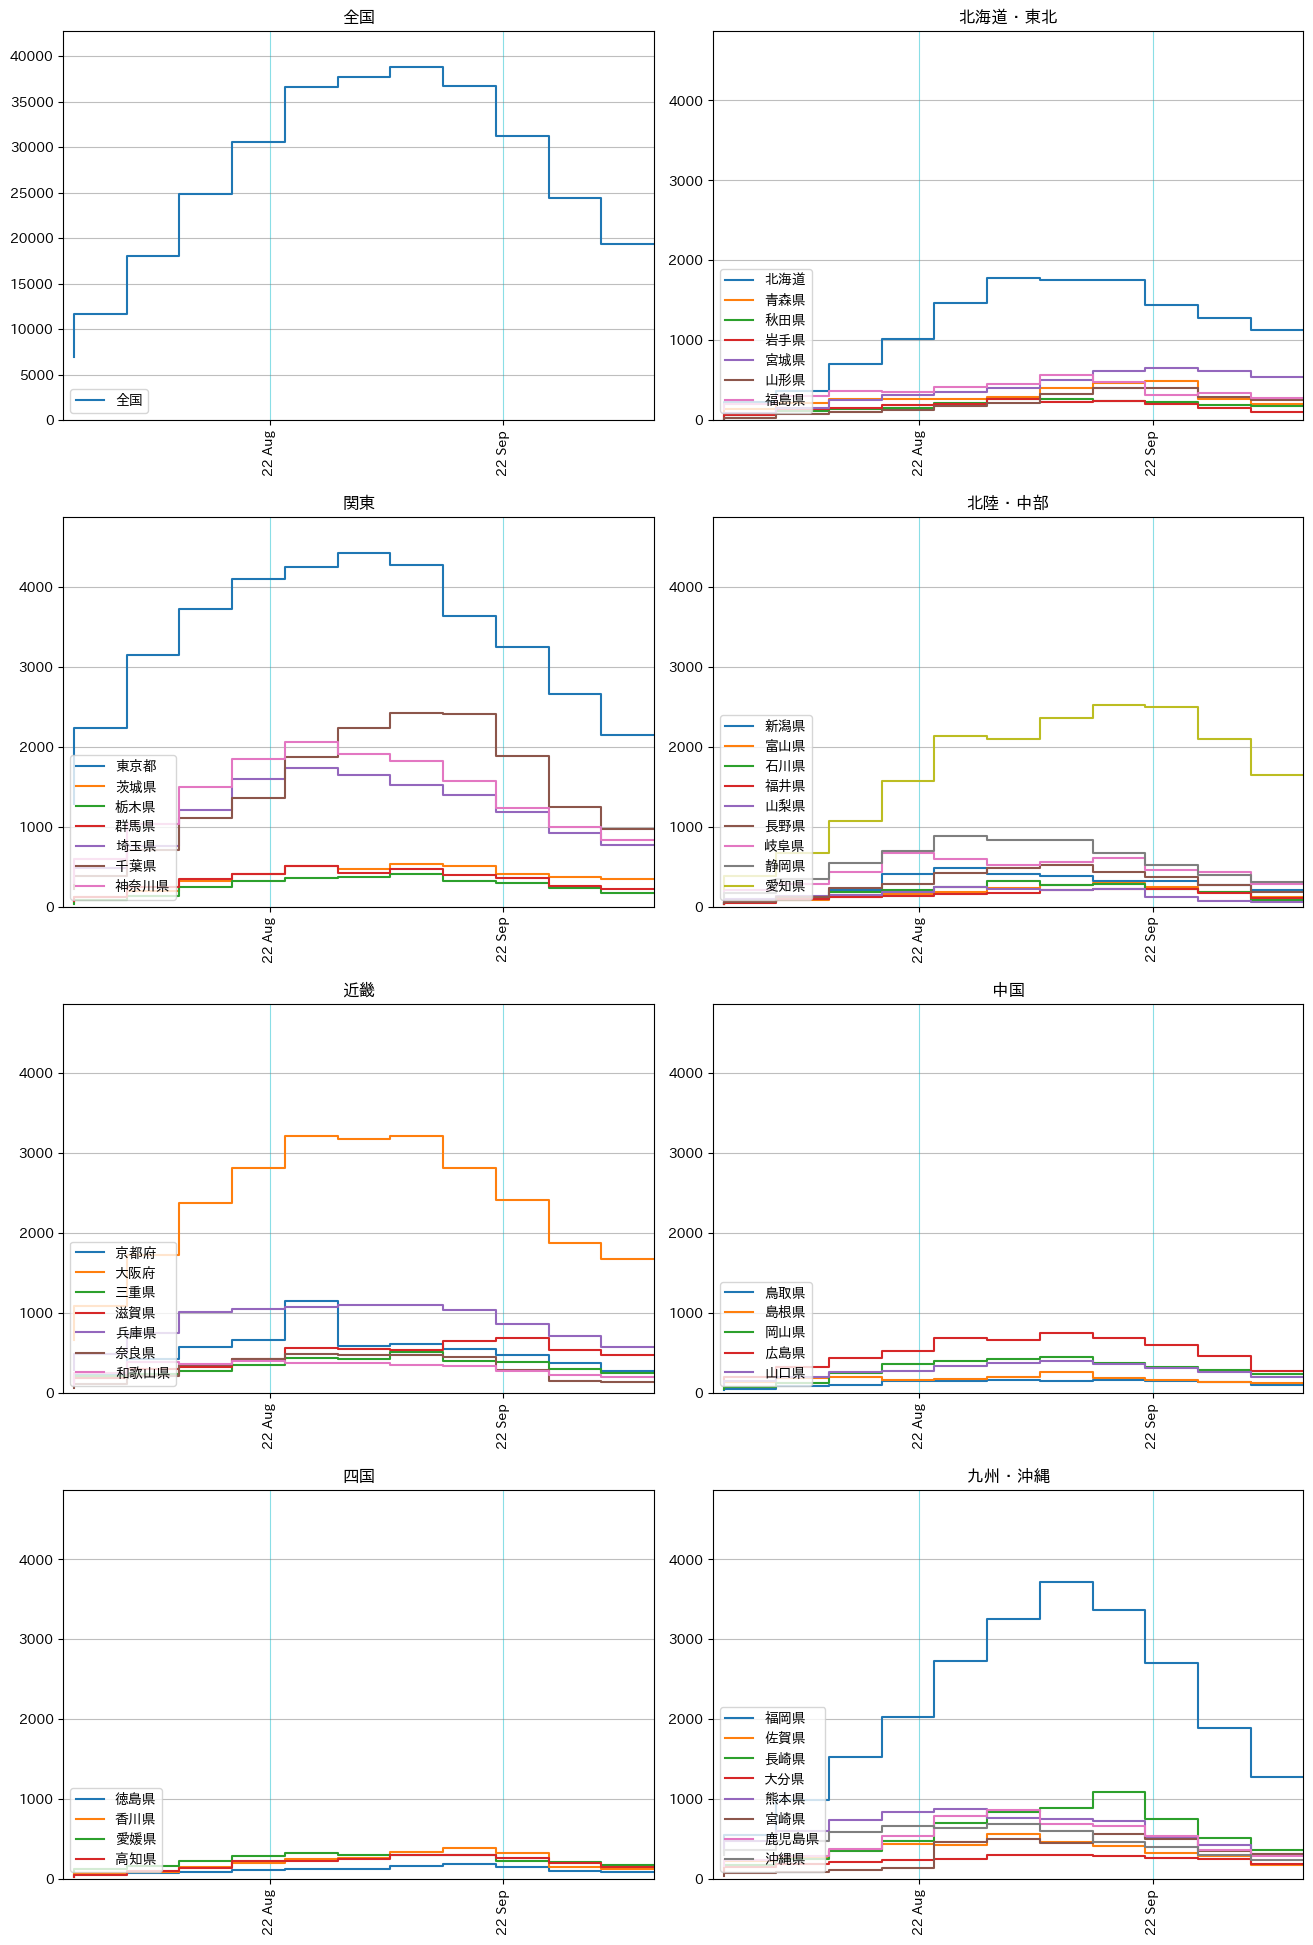 全国
40000
35000
30000
25000
20000
15000
10000
5000
0
全国
22 Aug
22 Sep
北海道・東北
4000
3000
2000
1000
0
北海道
青森県
秋田県
岩手県
宮城県
山形県
福島県
22 Aug
22 Sep
関東
4000
3000
2000
1000
0
東京都
茨城県
栃木県
群馬県
埼玉県
千葉県
神奈川県
22 Aug
22 Sep
北陸・中部
4000
3000
2000
1000
0
新潟県
富山県
石川県
福井県
山梨県
長野県
岐阜県
静岡県
愛知県
22 Aug
22 Sep
近畿
4000
3000
2000
1000
0
京都府
大阪府
三重県
滋賀県
兵庫県
奈良県
和歌山県
22 Aug
22 Sep
中国
4000
3000
2000
1000
0
鳥取県
島根県
岡山県
広島県
山口県
22 Aug
22 Sep
四国
4000
3000
2000
1000
0
徳島県
香川県
愛媛県
高知県
22 Aug
22 Sep
九州・沖縄
4000
3000
2000
1000
0
福岡県
佐賀県
長崎県
大分県
熊本県
宮崎県
鹿児島県
沖縄県
22 Aug
22 Sep